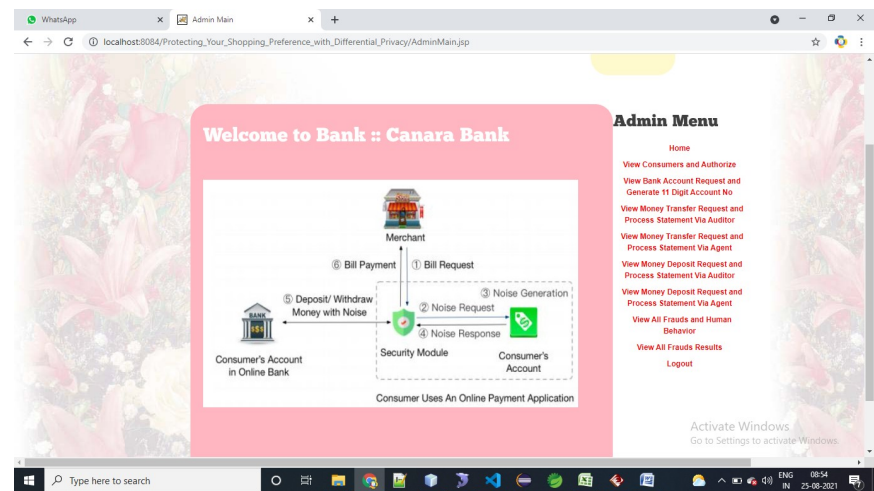 WhatsApp
Admin Main
localhost:8084/Protecting_Your_Shopping_Preference_with_Differential_Privacy/AdminMain.jsp
Welcome to Bank :: Canara Bank
Merchant
⑥ Bill Payment
① Bill Request
③ Noise Generation
⑤ Deposit/ Withdraw
Money with Noise
② Noise Request
BANK
$$$
④ Noise Response
Security Module
Consumer's
Account
Consumer's Account
in Online Bank
Consumer Uses An Online Payment Application
Admin Menu
Home
View Consumers and Authorize
View Bank Account Request and
Generate 11 Digit Account No
View Money Transfer Request and
Process Statement Via Auditor
View Money Transfer Request and
Process Statement Via Agent
View Money Deposit Request and
Process Statement Via Auditor
View Money Deposit Request and
Process Statement Via Agent
View All Frauds and Human
Behavior
View All Frauds Results
Logout
Activate Windows
Go to Settings to activate Windows.
Type here to search
ENG
IN
08:54
25-08-2021